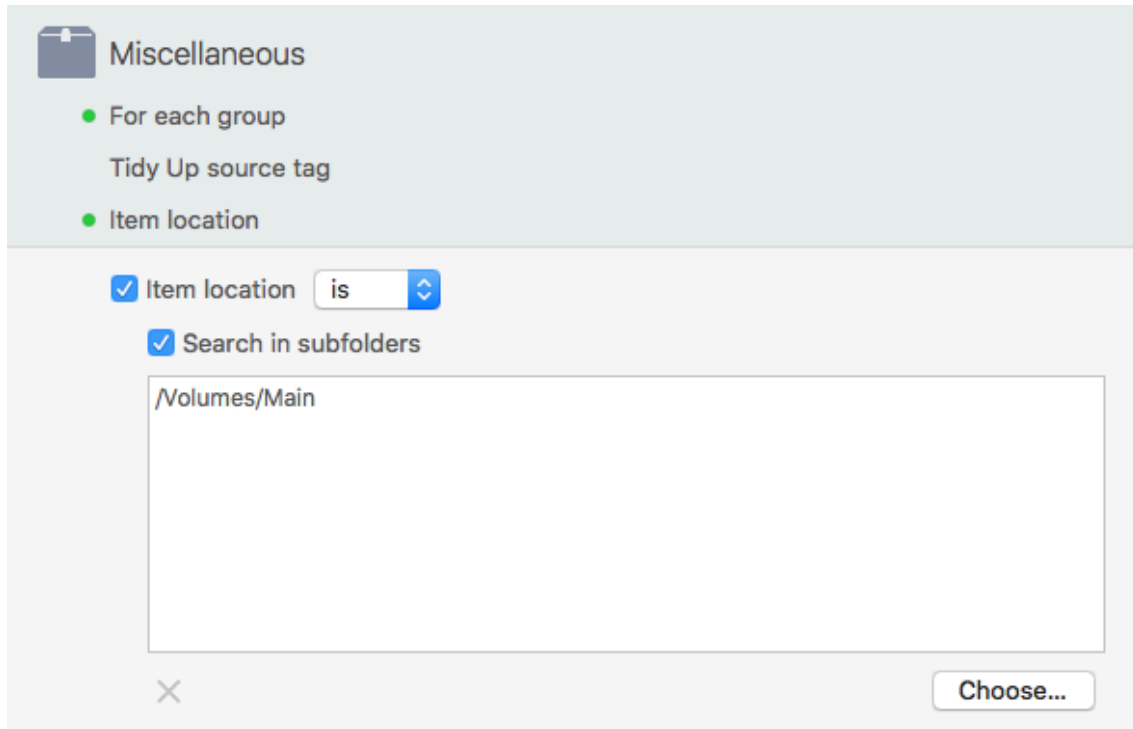 Miscellaneous
For each group
Tidy Up source tag
Item location
Item location is
Search in subfolders
/Volumes/Main
Choose...